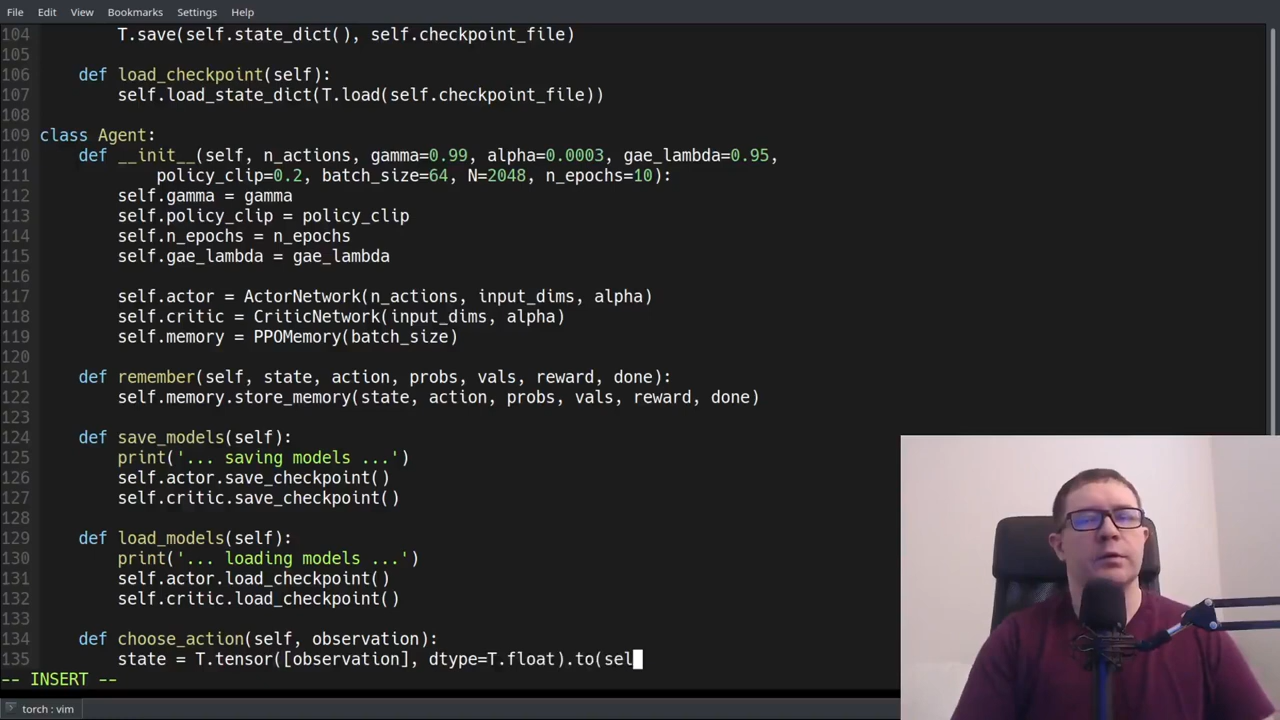 File Edit View Bookmarks Settings Help
104 T.save(self.state_dict(), self.checkpoint_file)
105
106 def load_checkpoint(self):
107 self.load_state_dict(T.load(self.checkpoint_file))
108
109 class Agent:
110 def __init__(self, n_actions, gamma=0.99, alpha=0.0003, gae_lambda=0.95,
111 policy_clip=0.2, batch_size=64, N=2048, n_epochs=10):
112 self.gamma = gamma
113 self.policy_clip = policy_clip
114 self.n_epochs = n_epochs
115 self.gae_lambda = gae_lambda
116
117 self.actor = ActorNetwork(n_actions, input_dims, alpha)
118 self.critic = CriticNetwork(input_dims, alpha)
119 self.memory = PPOMemory(batch_size)
120
121 def remember(self, state, action, probs, vals, reward, done):
122 self.memory.store_memory(state, action, probs, vals, reward, done)
123
124 def save_models(self):
125 print('... saving models ...')
126 self.actor.save_checkpoint()
127 self.critic.save_checkpoint()
128
129 def load_models(self):
130 print('... loading models ...')
131 self.actor.load_checkpoint()
132 self.critic.load_checkpoint()
133
134 def choose_action(self, observation):
135 state = T.tensor([observation], dtype=T.float).to(sel
-- INSERT --
torch : vim